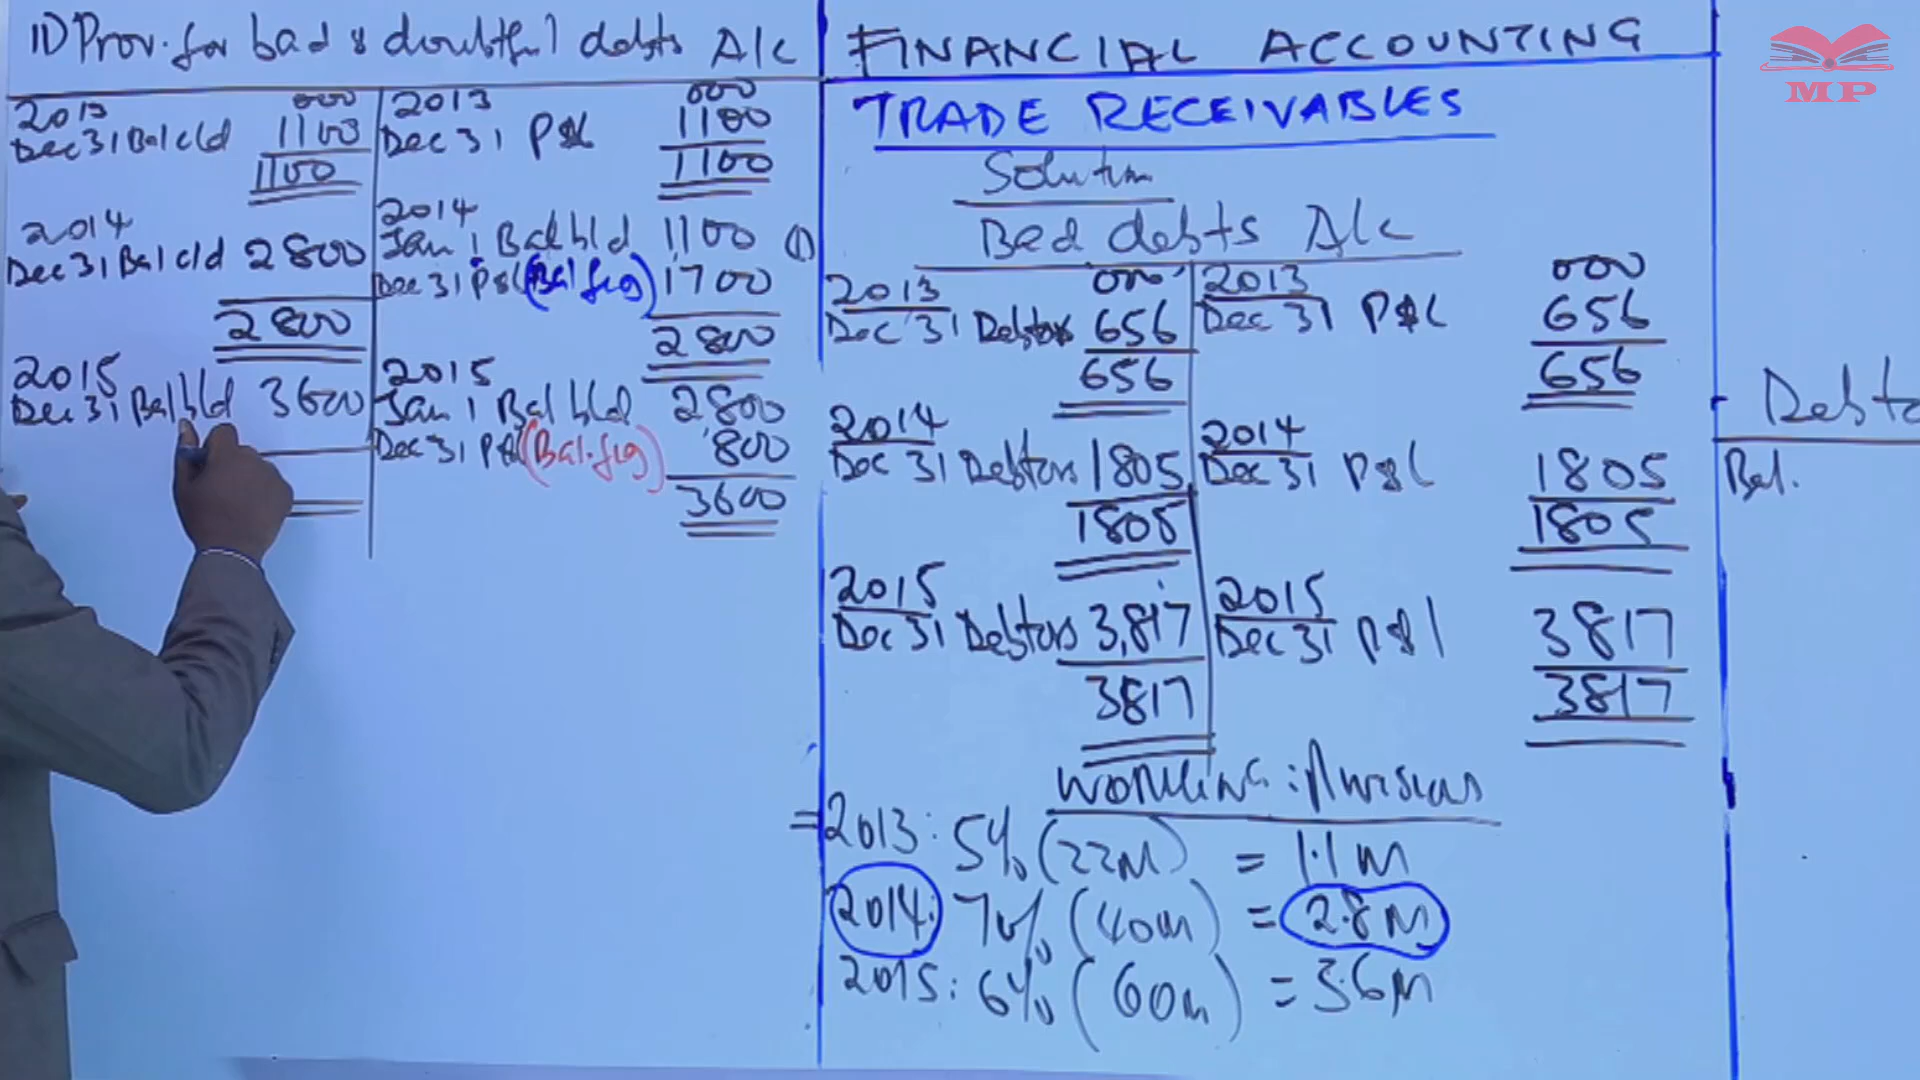 1) Prov. for bad & doubtful debts A/c
000 000
2013 2013
Dec 31 Bal c/d 1100 Dec 31 P&L 1100
1100 1100
2014 2014
Dec 31 Bal c/d 2800 Jan 1 Bal b/d 1100 (1)
Dec 31 P&L (Bal fig) 1700
2800 2800
2015 2015
Dec 31 Bal b/d 3600 Jan 1 Bal b/d 2800
Dec 31 P&L (Bal.fig) 800
3600
FINANCIAL ACCOUNTING
TRADE RECEIVABLES
Solution
Bad debts A/c
000 000
2013 2013
Dec 31 Debtors 656 Dec 31 P&L 656
656 656
2014 2014
Dec 31 Debtors 1805 Dec 31 P&L 1805
1805 1805
2015 2015
Dec 31 Debtors 3,817 Dec 31 P&L 3817
3817 3817
= 2013: 5% (22M) = 1.1M
2014: 7% (40m) = 2.8M
2015: 6% (60m) = 3.6M
MP
Bal.